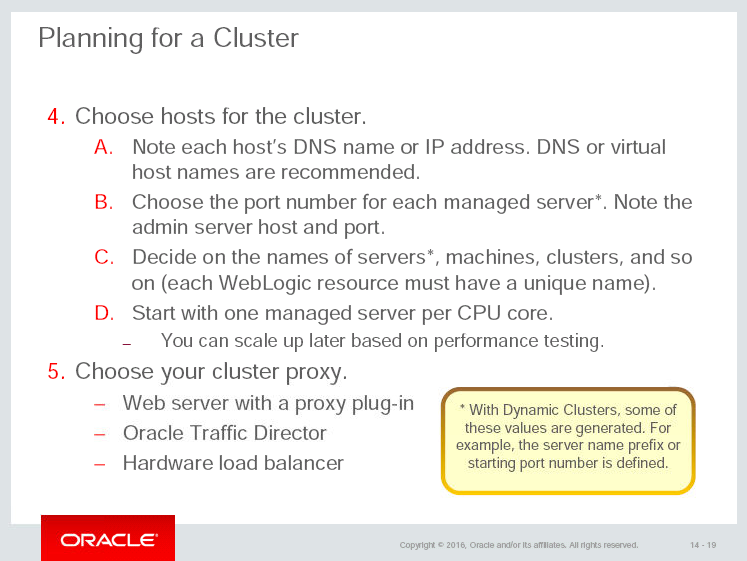 Planning for a Cluster
4. Choose hosts for the cluster.
A. Note each host's DNS name or IP address. DNS or virtual
host names are recommended.
B. Choose the port number for each managed server*. Note the
admin server host and port.
C. Decide on the names of servers*, machines, clusters, and so
on (each WebLogic resource must have a unique name).
D. Start with one managed server per CPU core.
– You can scale up later based on performance testing.
5. Choose your cluster proxy.
– Web server with a proxy plug-in
– Oracle Traffic Director
– Hardware load balancer
* With Dynamic Clusters, some of
these values are generated. For
example, the server name prefix or
starting port number is defined.
ORACLE®
Copyright © 2016, Oracle and/or its affiliates. All rights reserved.
14 - 19